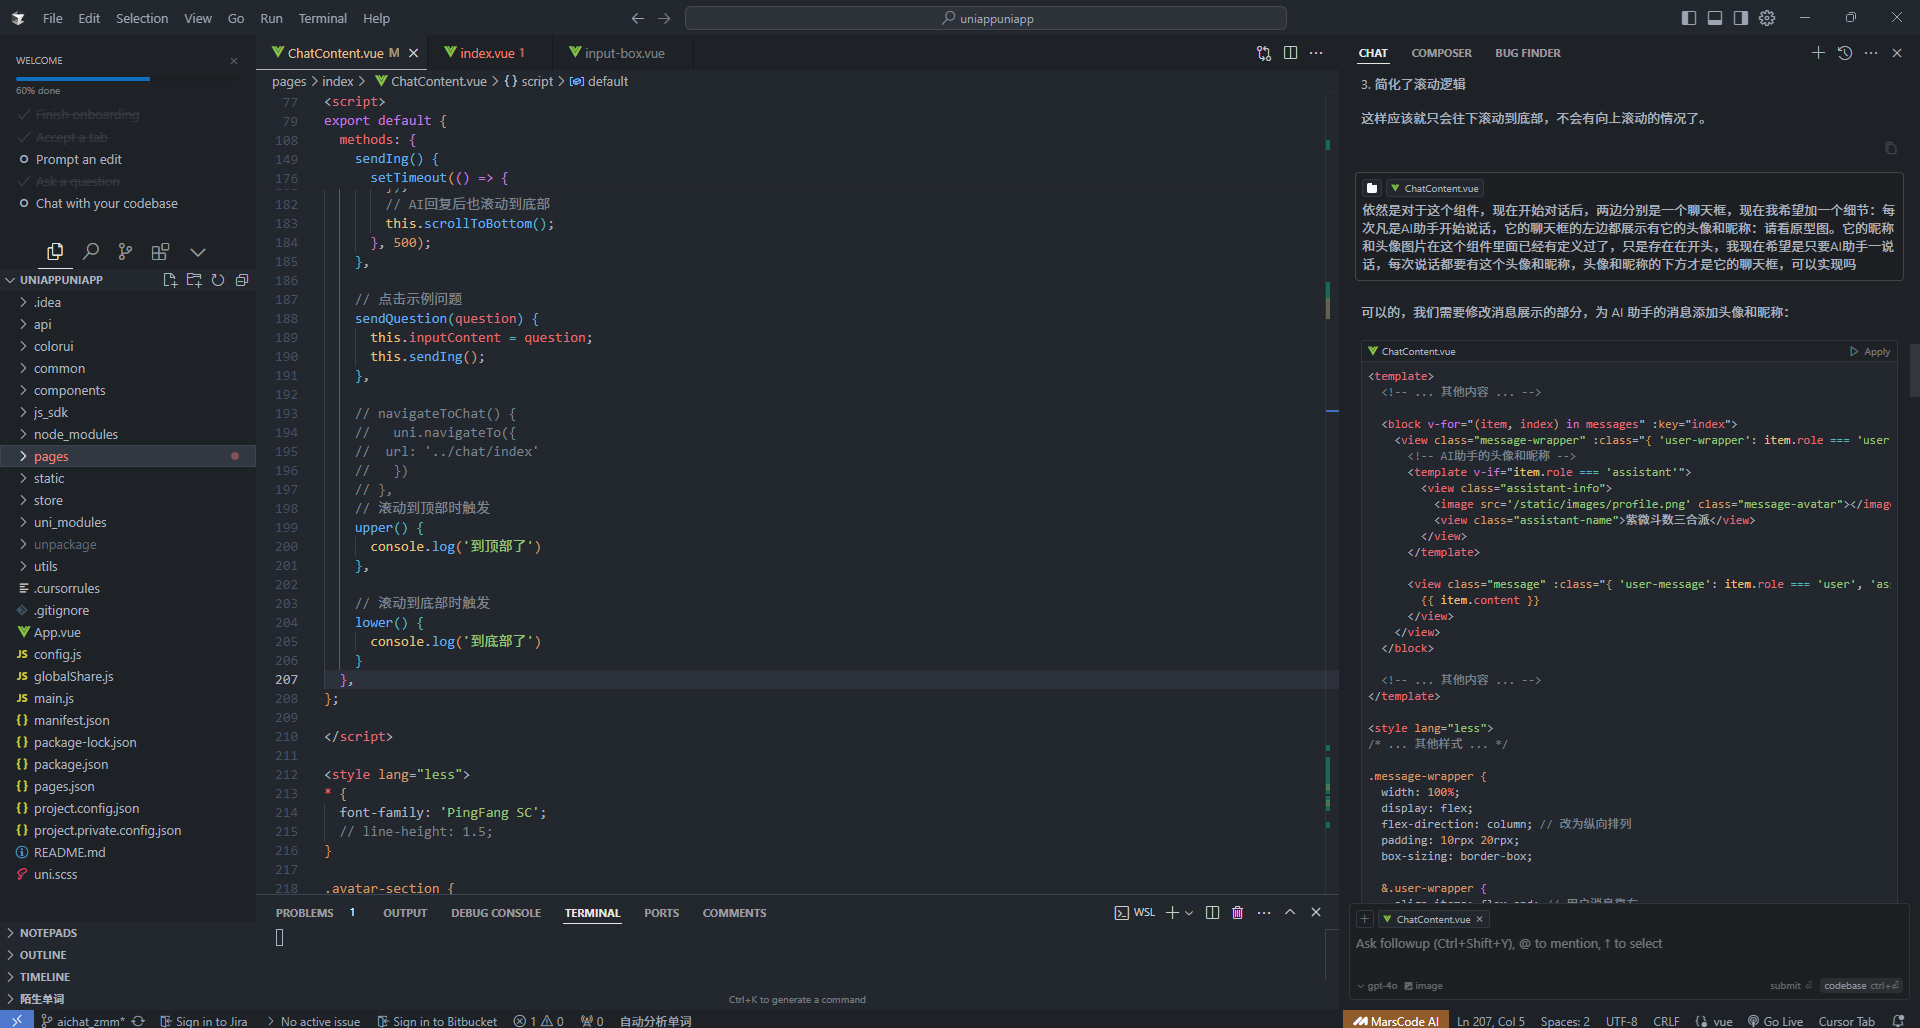 File Edit Selection View Go Run Terminal Help
uniappuniapp
WELCOME
60% done
Finish onboarding
Accept a tab
Prompt an edit
Ask a question
Chat with your codebase
UNIAPPUNIAPP
.idea
api
colorui
common
components
js_sdk
node_modules
pages
static
store
uni_modules
unpackage
utils
.cursorrules
.gitignore
App.vue
JS config.js
JS globalShare.js
JS main.js
{} manifest.json
{} package-lock.json
{} package.json
{} pages.json
{} project.config.json
{} project.private.config.json
README.md
uni.scss
NOTEPADS
OUTLINE
TIMELINE
陌生单词
ChatContent.vue M
index.vue 1
input-box.vue
pages > index > ChatContent.vue > {} script > default
77 <script>
79 export default {
108 methods: {
149 sendIng() {
176 setTimeout(() => {
182 // AI回复后也滚动到底部
183 this.scrollToBottom();
184 }, 500);
185 },
186
187 // 点击示例问题
188 sendQuestion(question) {
189 this.inputContent = question;
190 this.sendIng();
191 },
192
193 // navigateToChat() {
194 // uni.navigateTo({
195 // url: '../chat/index'
196 // })
197 // },
198 // 滚动到顶部时触发
199 upper() {
200 console.log('到顶部了')
201 },
202
203 // 滚动到底部时触发
204 lower() {
205 console.log('到底部了')
206 }
207 },
208 };
209
210 </script>
211
212 <style lang="less">
213 * {
214 font-family: 'PingFang SC';
215 // line-height: 1.5;
216 }
217
218 .avatar-section {
PROBLEMS 1 OUTPUT DEBUG CONSOLE TERMINAL PORTS COMMENTS
WSL
Ctrl+K to generate a command
CHAT COMPOSER BUG FINDER
3. 简化了滚动逻辑
这样应该就只会往下滚动到底部，不会有向上滚动的情况了。
ChatContent.vue
依然是对于这个组件，现在开始对话后，两边分别是一个聊天框，现在我希望加一个细节：每
次凡是AI助手开始说话，它的聊天框的左边都展示有它的头像和昵称：请看原型图。它的昵称
和头像图片在这个组件里面已经有定义过了，只是存在在开头，我现在希望是只要AI助手一说
话，每次说话都要有这个头像和昵称，头像和昵称的下方才是它的聊天框，可以实现吗
可以的，我们需要修改消息展示的部分，为 AI 助手的消息添加头像和昵称：
ChatContent.vue
Apply
<template>
<!-- ... 其他内容 ... -->
<block v-for="(item, index) in messages" :key="index">
<view class="message-wrapper" :class="{ 'user-wrapper': item.role === 'user
<!-- AI助手的头像和昵称 -->
<template v-if="item.role === 'assistant'">
<view class="assistant-info">
<image src='/static/images/profile.png' class="message-avatar"></imag
<view class="assistant-name">紫微斗数三合派</view>
</view>
</template>
<view class="message" :class="{ 'user-message': item.role === 'user', 'as
{{ item.content }}
</view>
</view>
</block>
<!-- ... 其他内容 ... -->
</template>
<style lang="less">
/* ... 其他样式 ... */
.message-wrapper {
width: 100%;
display: flex;
flex-direction: column; // 改为纵向排列
padding: 10rpx 20rpx;
box-sizing: border-box;
&.user-wrapper {
ChatContent.vue
Ask followup (Ctrl+Shift+Y), @ to mention, ↑ to select
gpt-4o image
submit codebase ctrl+⏎
aichat_zmm* Sign in to Jira No active issue Sign in to Bitbucket 1 0 0 自动分析单词
MarsCode AI Ln 207, Col 5 Spaces: 2 UTF-8 CRLF {} vue Go Live Cursor Tab